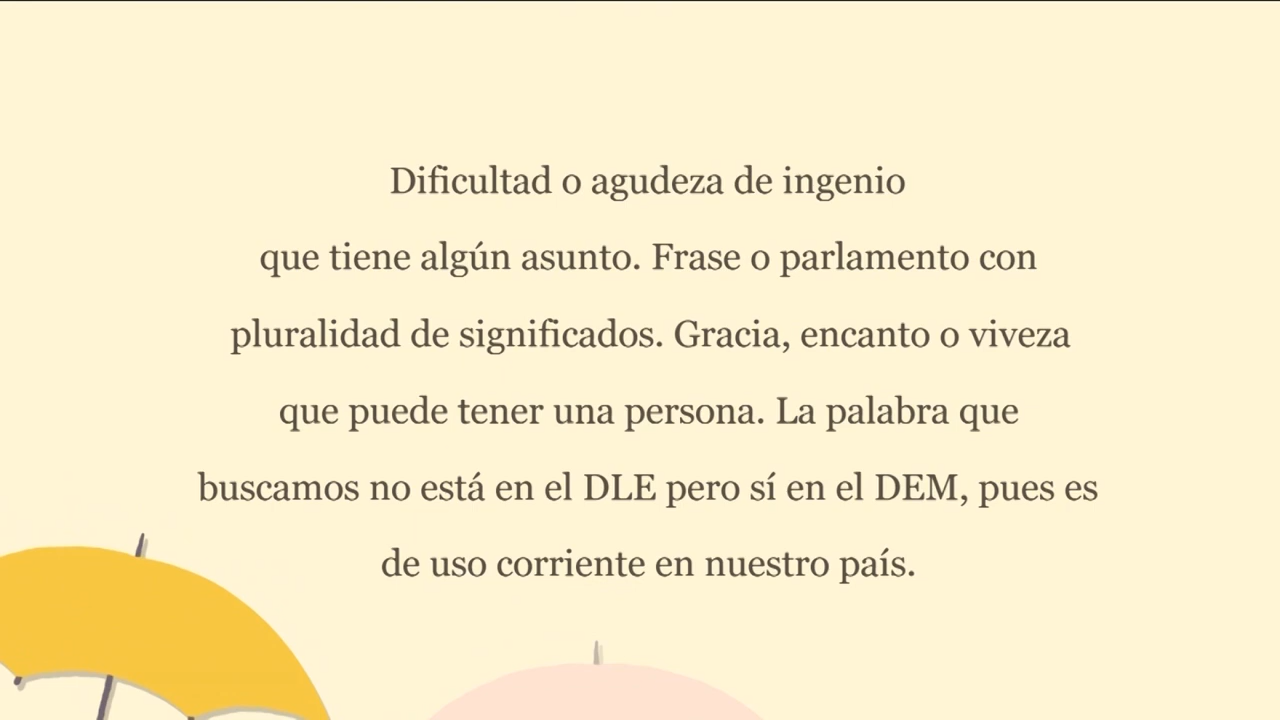 Dificultad o agudeza de ingenio
que tiene algún asunto. Frase o parlamento con
pluralidad de significados. Gracia, encanto o viveza
que puede tener una persona. La palabra que
buscamos no está en el DLE pero sí en el DEM, pues es
de uso corriente en nuestro país.